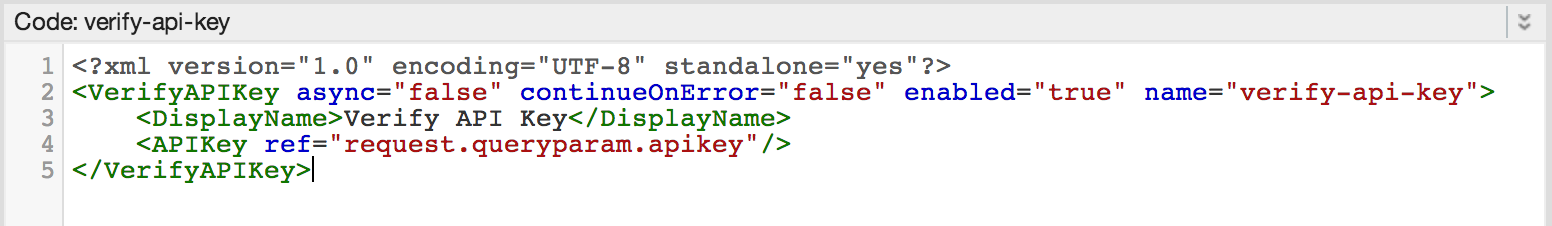 Code: verify-api-key
1 <?xml version="1.0" encoding="UTF-8" standalone="yes"?>
2 <VerifyAPIKey async="false" continueOnError="false" enabled="true" name="verify-api-key">
3     <DisplayName>Verify API Key</DisplayName>
4     <APIKey ref="request.queryparam.apikey"/>
5 </VerifyAPIKey>